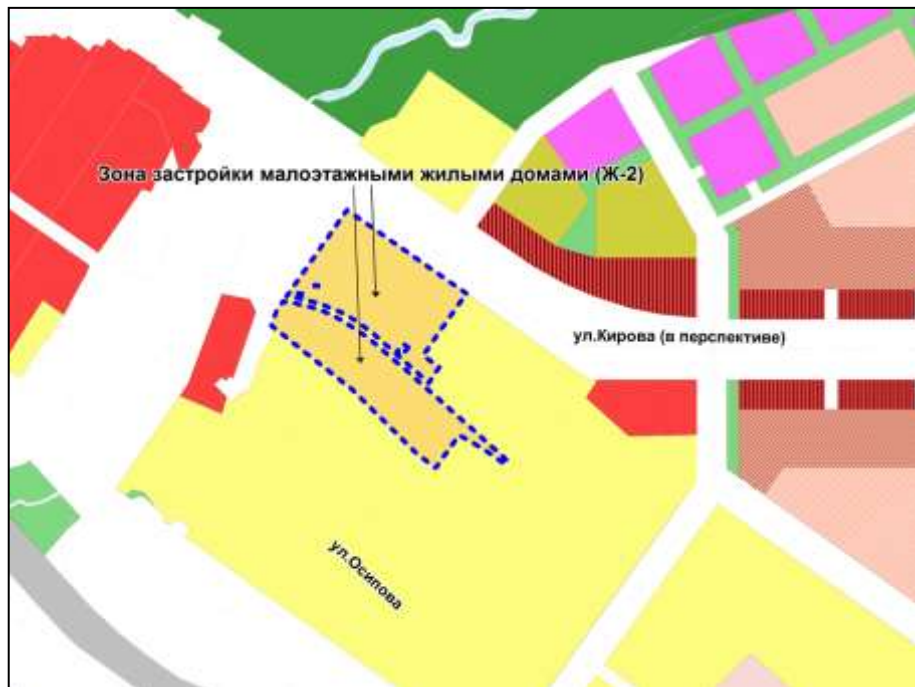 Зона застройки малоэтажными жилыми домами (Ж-2)
ул.Кирова (в перспективе)
ул.Осипова